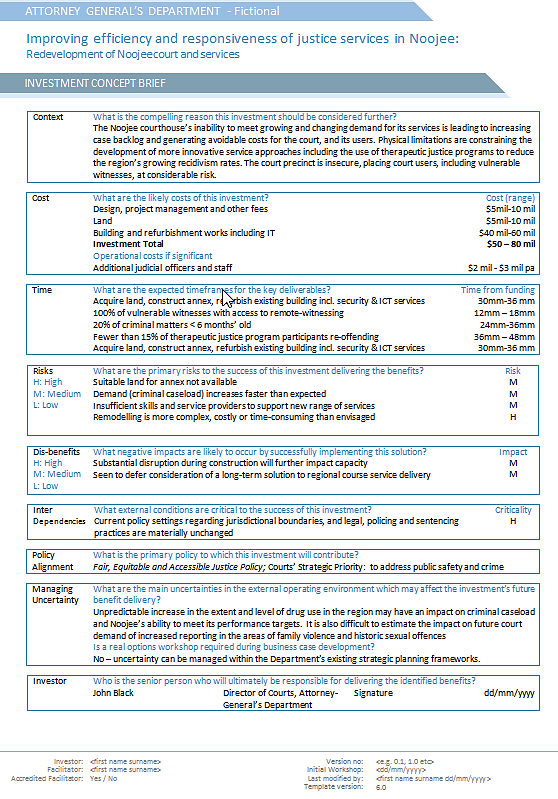 ATTORNEY GENERAL'S DEPARTMENT - Fictional
Improving efficiency and responsiveness of justice services in Noojee:
Redevelopment of Noojeecourt and services
INVESTMENT CONCEPT BRIEF
Context
What is the compelling reason this investment should be considered further?
The Noojee courthouse's inability to meet growing and changing demand for its services is leading to increasing
case backlog and generating avoidable costs for the court, and its users. Physical limitations are constraining the
development of more innovative service approaches including the use of therapeutic justice programs to reduce
the region's growing recidivism rates. The court precinct is insecure, placing court users, including vulnerable
witnesses, at considerable risk.
Cost
What are the likely costs of this investment? Cost (range)
Design, project management and other fees $5mil-10 mil
Land $5mil-10 mil
Building and refurbishment works including IT $40 mil-60 mil
Investment Total $50 – 80 mil
Operational costs if significant
Additional judicial officers and staff $2 mil - $3 mil pa
Time
What are the expected timeframes for the key deliverables? Time from funding
Acquire land, construct annex, refurbish existing building incl. security & ICT services 30mm-36 mm
100% of vulnerable witnesses with access to remote-witnessing 12mm – 18mm
20% of criminal matters < 6 months' old 24mm-36mm
Fewer than 15% of therapeutic justice program participants re-offending 36mm – 48mm
Acquire land, construct annex, refurbish existing building incl. security & ICT services 30mm-36 mm
Risks
H: High
M: Medium
L: Low
What are the primary risks to the success of this investment delivering the benefits? Risk
Suitable land for annex not available M
Demand (criminal caseload) increases faster than expected M
Insufficient skills and service providers to support new range of services M
Remodelling is more complex, costly or time-consuming than envisaged H
Dis-benefits
H: High
M: Medium
L: Low
What negative impacts are likely to occur by successfully implementing this solution? Impact
Substantial disruption during construction will further impact capacity M
Seen to defer consideration of a long-term solution to regional course service delivery M
Inter
Dependencies
What external conditions are critical to the success of this investment? Criticality
Current policy settings regarding jurisdictional boundaries, and legal, policing and sentencing H
practices are materially unchanged
Policy
Alignment
What is the primary policy to which this investment will contribute?
Fair, Equitable and Accessible Justice Policy; Courts' Strategic Priority: to address public safety and crime
Managing
Uncertainty
What are the main uncertainties in the external operating environment which may affect the investment's future
benefit delivery?
Unpredictable increase in the extent and level of drug use in the region may have an impact on criminal caseload
and Noojee's ability to meet its performance targets. It is also difficult to estimate the impact on future court
demand of increased reporting in the areas of family violence and historic sexual offences
Is a real options workshop required during business case development?
No – uncertainty can be managed within the Department's existing strategic planning frameworks.
Investor
Who is the senior person who will ultimately be responsible for delivering the identified benefits?
John Black Director of Courts, Attorney- Signature dd/mm/yyyy
General's Department
Investor: <first name surname> Version no: <e.g. 0.1, 1.0 etc>
Facilitator: <first name surname> Initial Workshop: <dd/mm/yyyy>
Accredited Facilitator: Yes / No Last modified by: <first name surname dd/mm/yyyy>
Template version: 6.0